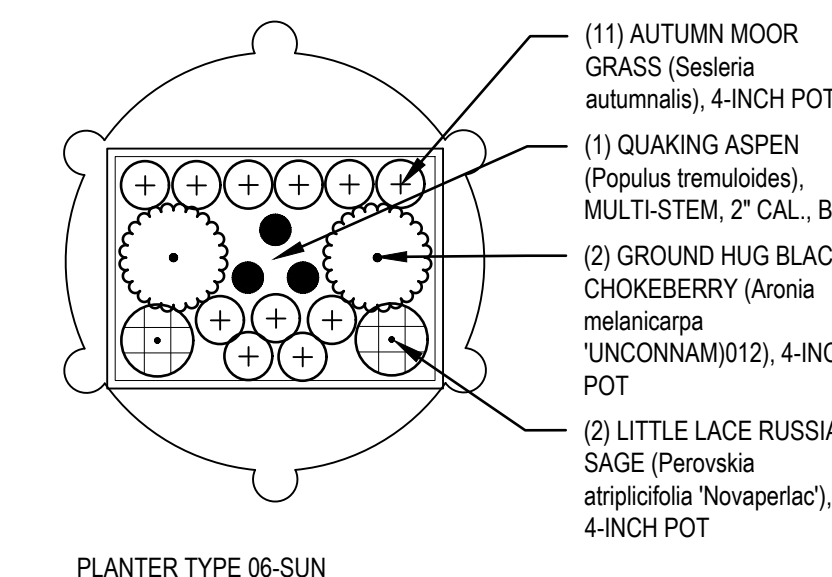 (11) AUTUMN MOOR
GRASS (Sesleria
autumnalis), 4-INCH POT
(1) QUAKING ASPEN
(Populus tremuloides),
MULTI-STEM, 2" CAL., B
(2) GROUND HUG BLAC
CHOKEBERRY (Aronia
melanicarpa
'UNCONNAM)012), 4-INC
POT
(2) LITTLE LACE RUSSIA
SAGE (Perovskia
atriplicifolia 'Novaperlac'),
4-INCH POT
PLANTER TYPE 06-SUN